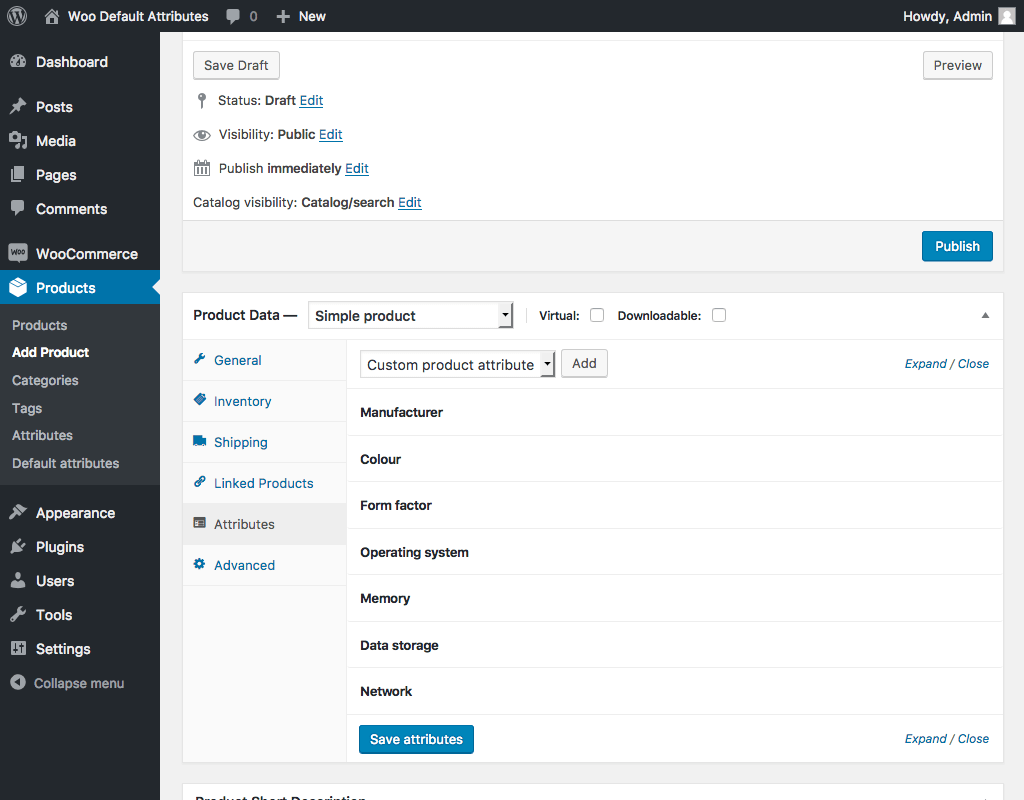 Woo Default Attributes 0 New Howdy, Admin
Dashboard
Posts
Media
Pages
Comments
WooCommerce
Products
Products
Add Product
Categories
Tags
Attributes
Default attributes
Appearance
Plugins
Users
Tools
Settings
Collapse menu
Save Draft Preview
Status: Draft Edit
Visibility: Public Edit
Publish immediately Edit
Catalog visibility: Catalog/search Edit
Publish
Product Data — Simple product Virtual: Downloadable:
General
Inventory
Shipping
Linked Products
Attributes
Advanced
Custom product attribute Add Expand / Close
Manufacturer
Colour
Form factor
Operating system
Memory
Data storage
Network
Save attributes Expand / Close
Product Short Description